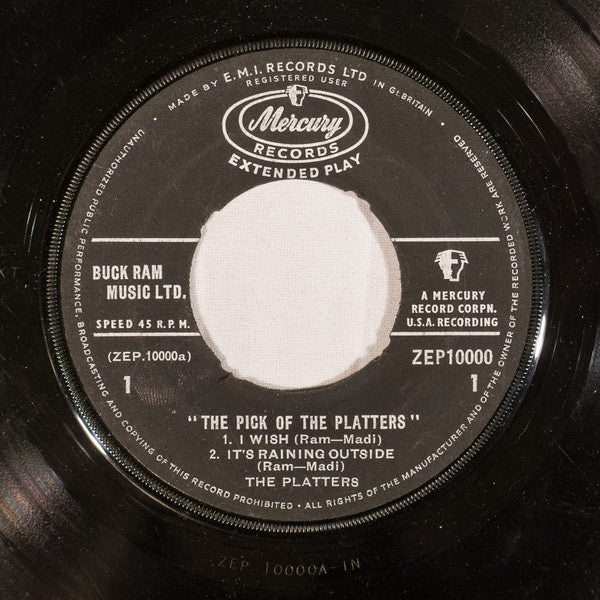 MADE BY E.M.I. RECORDS LTD IN GT. BRITAIN
REGISTERED USER
Mercury
RECORDS
EXTENDED PLAY
BUCK RAM
MUSIC LTD.
SPEED 45 R.P.M.
A MERCURY
RECORD CORPN.
U.S.A. RECORDING
(ZEP.10000a)
ZEP10000
1
1
"THE PICK OF THE PLATTERS"
1. I WISH (Ram—Madi)
2. IT'S RAINING OUTSIDE
(Ram—Madi)
THE PLATTERS
ALL RIGHTS OF THE MANUFACTURER AND OF THE OWNER OF THE RECORDED WORK ARE RESERVED
UNAUTHORIZED PUBLIC PERFORMANCE, BROADCASTING AND COPYING OF THIS RECORD PROHIBITED
ZEP 10000A-1N